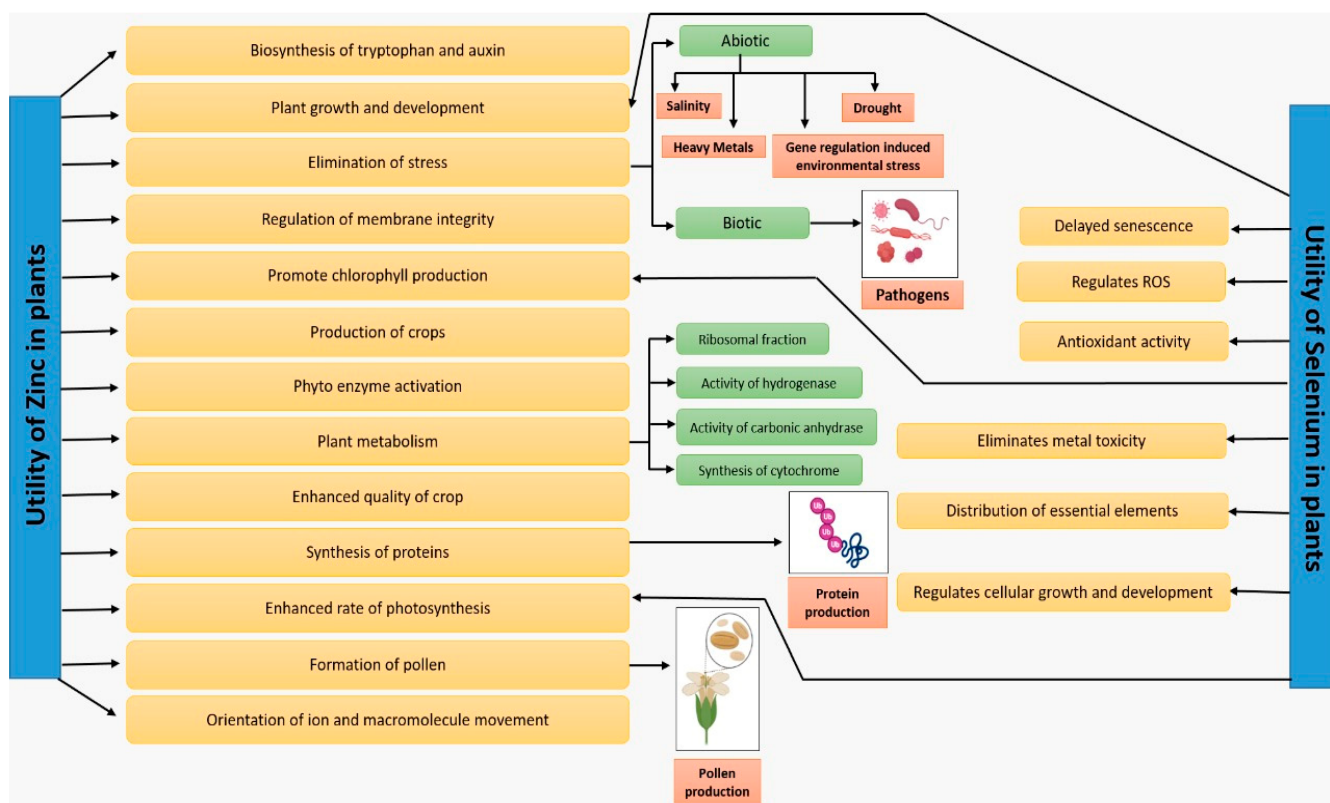 Utility of Zinc in plants
Biosynthesis of tryptophan and auxin
Plant growth and development
Elimination of stress
Regulation of membrane integrity
Promote chlorophyll production
Production of crops
Phyto enzyme activation
Plant metabolism
Enhanced quality of crop
Synthesis of proteins
Enhanced rate of photosynthesis
Formation of pollen
Orientation of ion and macromolecule movement
Abiotic
Salinity
Drought
Heavy Metals
Gene regulation induced
environmental stress
Biotic
Pathogens
Ribosomal fraction
Activity of hydrogenase
Activity of carbonic anhydrase
Synthesis of cytochrome
Ub
Ub
Ub
Ub
Protein
production
Pollen
production
Delayed senescence
Regulates ROS
Antioxidant activity
Eliminates metal toxicity
Distribution of essential elements
Regulates cellular growth and development
Utility of Selenium in plants